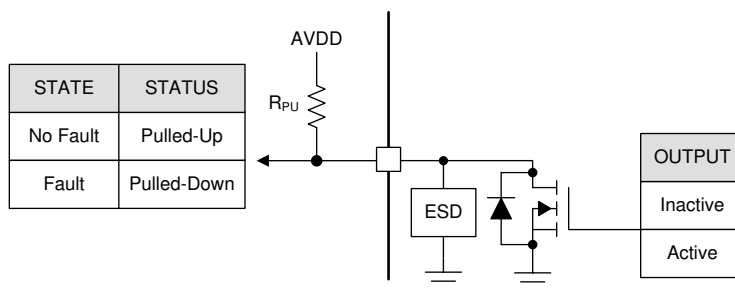 AVDD
STATE STATUS
R_PU
No Fault Pulled-Up
Fault Pulled-Down
ESD
OUTPUT
Inactive
Active